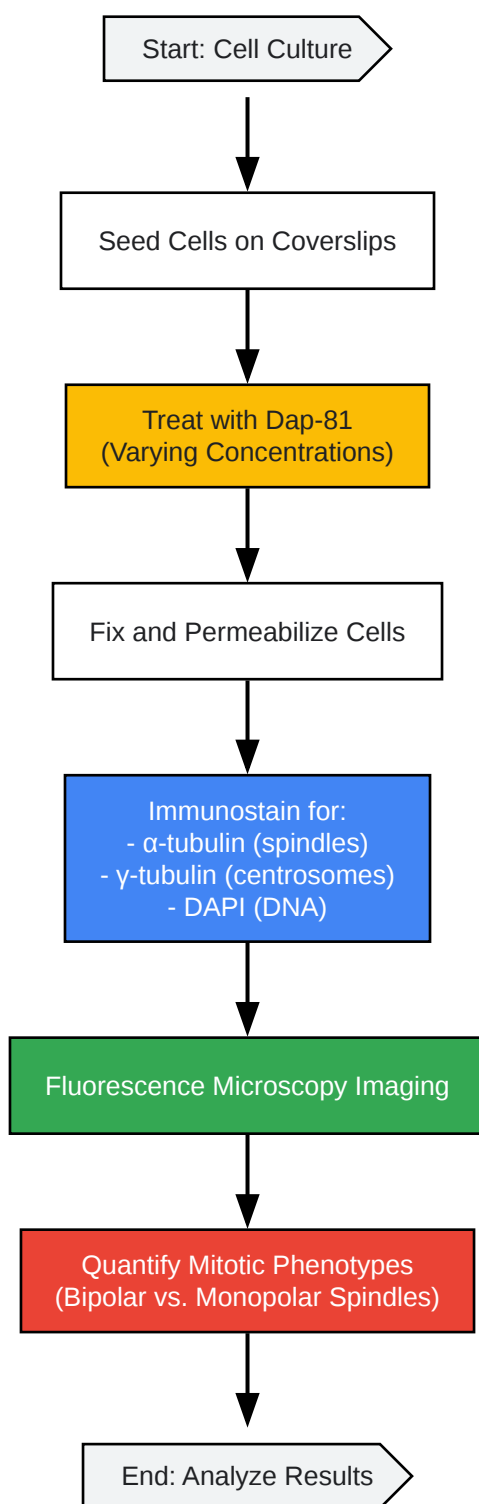 Start: Cell Culture
Seed Cells on Coverslips
Treat with Dap-81
(Varying Concentrations)
Fix and Permeabilize Cells
Immunostain for:
- α-tubulin (spindles)
- γ-tubulin (centrosomes)
- DAPI (DNA)
Fluorescence Microscopy Imaging
Quantify Mitotic Phenotypes
(Bipolar vs. Monopolar Spindles)
End: Analyze Results